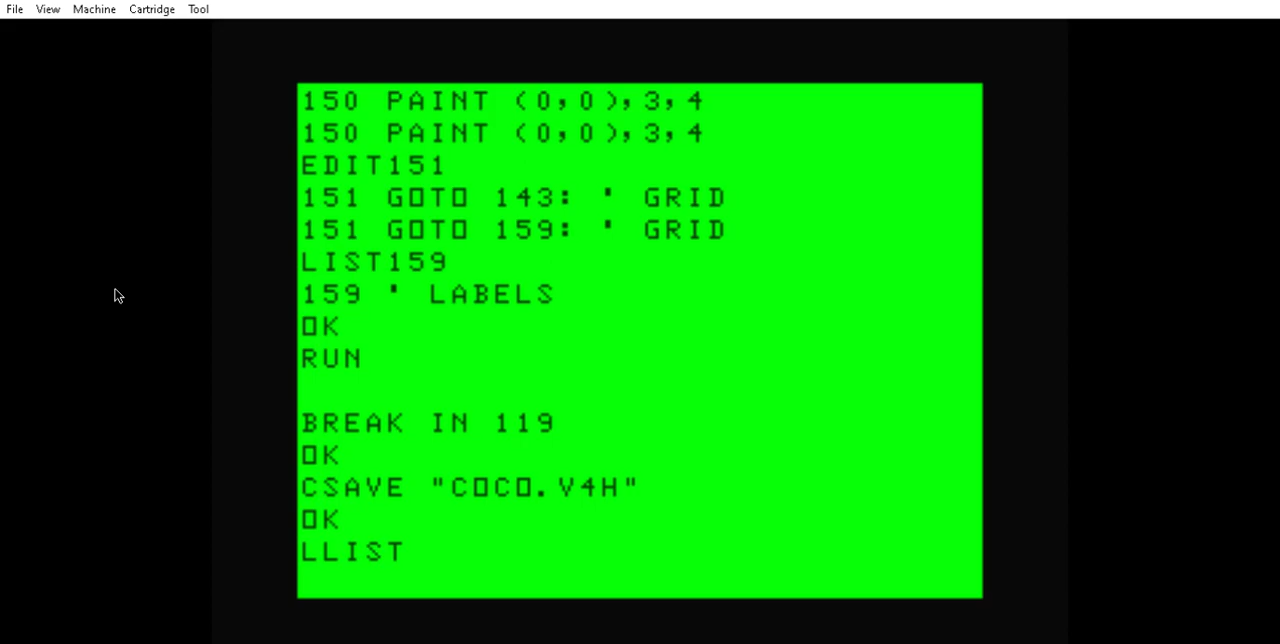 File View Machine Cartridge Tool
150 PAINT (0,0),3,4
150 PAINT (0,0),3,4
EDIT151
151 GOTO 143: ' GRID
151 GOTO 159: ' GRID
LIST159
159 ' LABELS
OK
RUN
BREAK IN 119
OK
CSAVE "COCO.V4H"
OK
LLIST